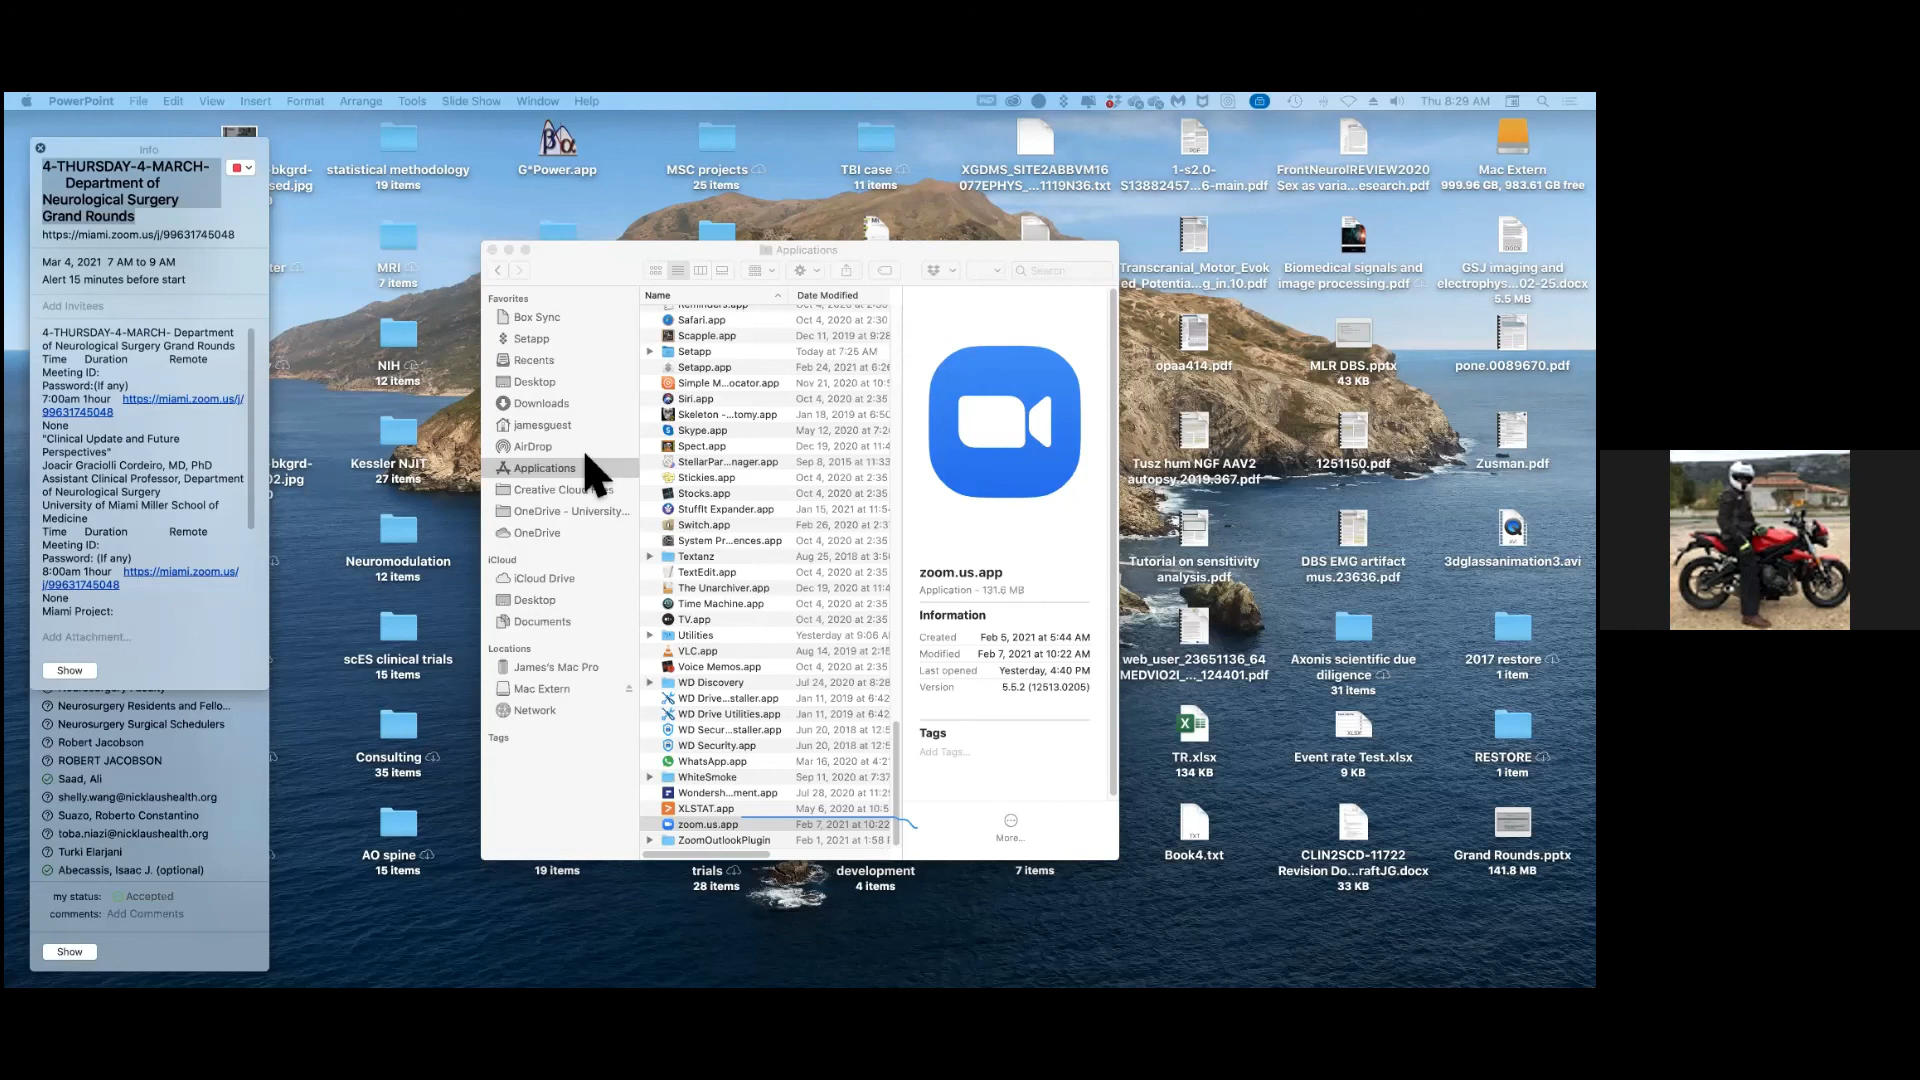 PowerPoint File Edit View Insert Format Arrange Tools Slide Show Window Help
Thu 8:29 AM
Info
4-THURSDAY-4-MARCH-
Department of
Neurological Surgery
Grand Rounds
https://miami.zoom.us/j/99631745048
Mar 4, 2021 7 AM to 9 AM
Alert 15 minutes before start
Add Invitees
4-THURSDAY-4-MARCH- Department
of Neurological Surgery Grand Rounds
Time Duration Remote
Meeting ID:
Password:(If any)
7:00am 1hour https://miami.zoom.us/j/
99631745048
None
"Clinical Update and Future
Perspectives"
Joacir Graciolli Cordeiro, MD, PhD
Assistant Clinical Professor, Department
of Neurological Surgery
University of Miami Miller School of
Medicine
Time Duration Remote
Meeting ID:
Password: (If any)
8:00am 1hour https://miami.zoom.us/
j/99631745048
None
Miami Project:
Add Attachment...
Show
Neurosurgery Residents and Fello...
Neurosurgery Surgical Schedulers
Robert Jacobson
ROBERT JACOBSON
Saad, Ali
shelly.wang@nicklaushealth.org
Suazo, Roberto Constantino
toba.niazi@nicklaushealth.org
Turki Elarjani
Abecassis, Isaac J. (optional)
my status: Accepted
comments: Add Comments
Show
-bkgrd-
sed.jpg
ter
-bkgrd-
02.jpg
statistical methodology
19 items
MRI
7 items
NIH
12 items
Kessler NJIT
27 items
Neuromodulation
12 items
scES clinical trials
15 items
Consulting
35 items
AO spine
15 items
G*Power.app
19 items
MSC projects
25 items
trials
28 items
TBI case
11 items
development
4 items
XGDMS_SITE2ABBVM16
077EPHYS_...1119N36.txt
7 items
Applications
Search
Favorites
Box Sync
Setapp
Recents
Desktop
Downloads
jamesguest
AirDrop
Applications
Creative Cloud
OneDrive - University...
OneDrive
iCloud
iCloud Drive
Desktop
Documents
Locations
James's Mac Pro
Mac Extern
Network
Tags
Name Date Modified
Reminders.app Oct 4, 2020 at 2:35
Safari.app Oct 4, 2020 at 2:30
Scapple.app Dec 11, 2019 at 9:28
Setapp Today at 7:25 AM
Setapp.app Feb 24, 2021 at 6:2
Simple M...ocator.app Nov 21, 2020 at 10:5
Siri.app Oct 4, 2020 at 2:35
Skeleton -...tomy.app Jan 18, 2019 at 6:50
Skype.app May 12, 2020 at 7:2
Spect.app Dec 19, 2019 at 11:4
StellarPar...nager.app Sep 8, 2015 at 11:33
Stickies.app Oct 4, 2020 at 2:35
Stocks.app Oct 4, 2020 at 2:35
StuffIt Expander.app Jan 15, 2021 at 11:5
Switch.app Feb 26, 2020 at 2:3
System Pr...ences.app Oct 4, 2020 at 2:35
Textanz Aug 25, 2018 at 3:5
TextEdit.app Oct 4, 2020 at 2:35
The Unarchiver.app Dec 19, 2019 at 11:4
Time Machine.app Oct 4, 2020 at 2:35
TV.app Oct 4, 2020 at 2:35
Utilities Yesterday at 9:06 A
VLC.app Aug 14, 2019 at 2:15
Voice Memos.app Oct 4, 2020 at 2:35
WD Discovery Jul 24, 2020 at 8:28
WD Drive...staller.app Jan 11, 2019 at 6:42
WD Drive Utilities.app Jan 11, 2019 at 6:42
WD Secur...staller.app Jun 20, 2018 at 12:5
WD Security.app Jun 20, 2018 at 12:5
WhatsApp.app Mar 16, 2020 at 4:2
WhiteSmoke Sep 11, 2020 at 7:37
Wondersh...ment.app Jul 28, 2020 at 11:2
XLSTAT.app May 6, 2020 at 10:5
zoom.us.app Feb 7, 2021 at 10:22
ZoomOutlookPlugin Feb 1, 2021 at 1:58
zoom.us.app
Application - 131.6 MB
Information
Created Feb 5, 2021 at 5:44 AM
Modified Feb 7, 2021 at 10:22 AM
Last opened Yesterday, 4:40 PM
Version 5.5.2 (12513.0205)
Tags
Add Tags...
More...
1-s2.0-
S13882457...6-main.pdf
Transcranial_Motor_Evok
ed_Potentia...g_in.10.pdf
opaa414.pdf
Tusz hum NGF AAV2
autopsy.2019.367.pdf
Tutorial on sensitivity
analysis.pdf
web_user_23651136_64
MEDVIO2I_..._124401.pdf
TR.xlsx
134 KB
Book4.txt
FrontNeurolREVIEW2020
Sex as varia...esearch.pdf
Biomedical signals and
image processing.pdf
MLR DBS.pptx
43 KB
1251150.pdf
DBS EMG artifact
mus.23636.pdf
Axonis scientific due
diligence
31 items
Event rate Test.xlsx
9 KB
CLIN2SCD-11722
Revision Do...raftJG.docx
33 KB
Mac Extern
999.96 GB, 983.61 GB free
GSJ imaging and
electrophys...02-25.docx
5.5 MB
pone.0089670.pdf
Zusman.pdf
3dglassanimation3.avi
2017 restore
1 item
RESTORE
1 item
Grand Rounds.pptx
141.8 MB